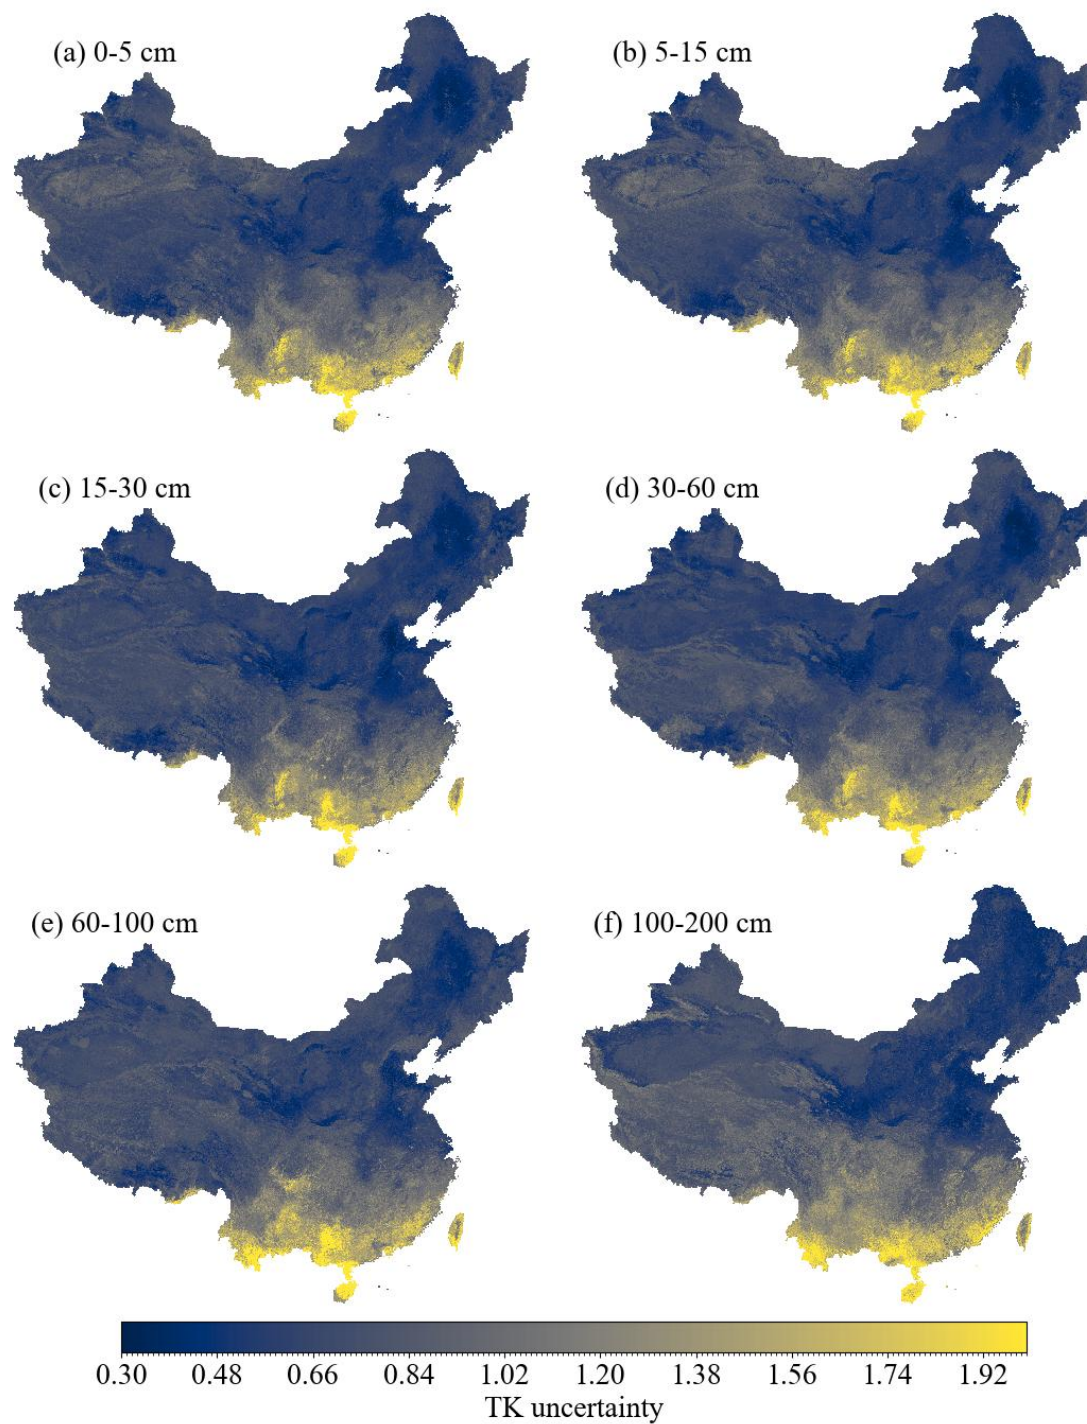 (a) 0-5 cm
(b) 5-15 cm
(c) 15-30 cm
(d) 30-60 cm
(e) 60-100 cm
(f) 100-200 cm
0.30 0.48 0.66 0.84 1.02 1.20 1.38 1.56 1.74 1.92
TK uncertainty